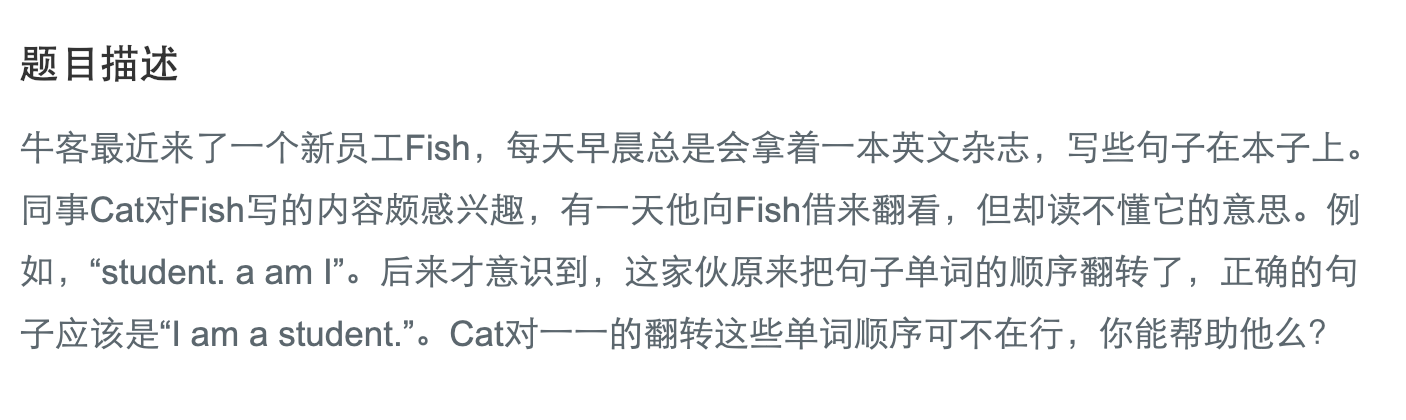 题目描述
牛客最近来了一个新员工Fish，每天早晨总是会拿着一本英文杂志，写些句子在本子上。
同事Cat对Fish写的内容颇感兴趣，有一天他向Fish借来翻看，但却读不懂它的意思。例
如，“student. a am I”。后来才意识到，这家伙原来把句子单词的顺序翻转了，正确的句
子应该是“I am a student.”。Cat对一一的翻转这些单词顺序可不在行，你能帮助他么？